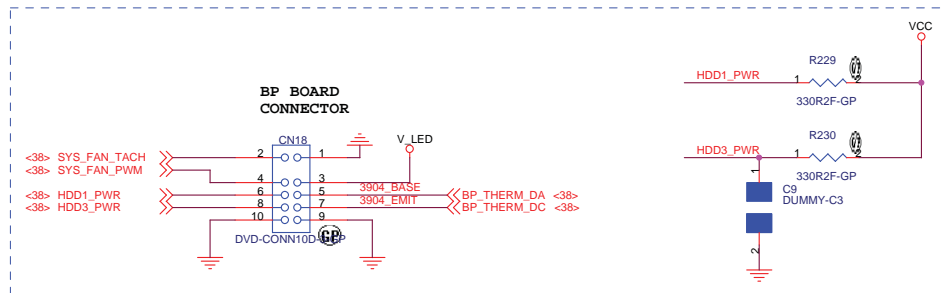 VCC
R229
HDD1_PWR
1
2
330R2F-GP
R230
HDD3_PWR
1
2
330R2F-GP
1
C9
DUMMY-C3
2
BP BOARD
CONNECTOR
CN18
V_LED
<38> SYS_FAN_TACH
2
1
<38> SYS_FAN_PWM
4
3
3904_BASE
<38> HDD1_PWR
6
5
BP_THERM_DA <38>
3904_EMIT
<38> HDD3_PWR
8
7
BP_THERM_DC <38>
10
9
GP